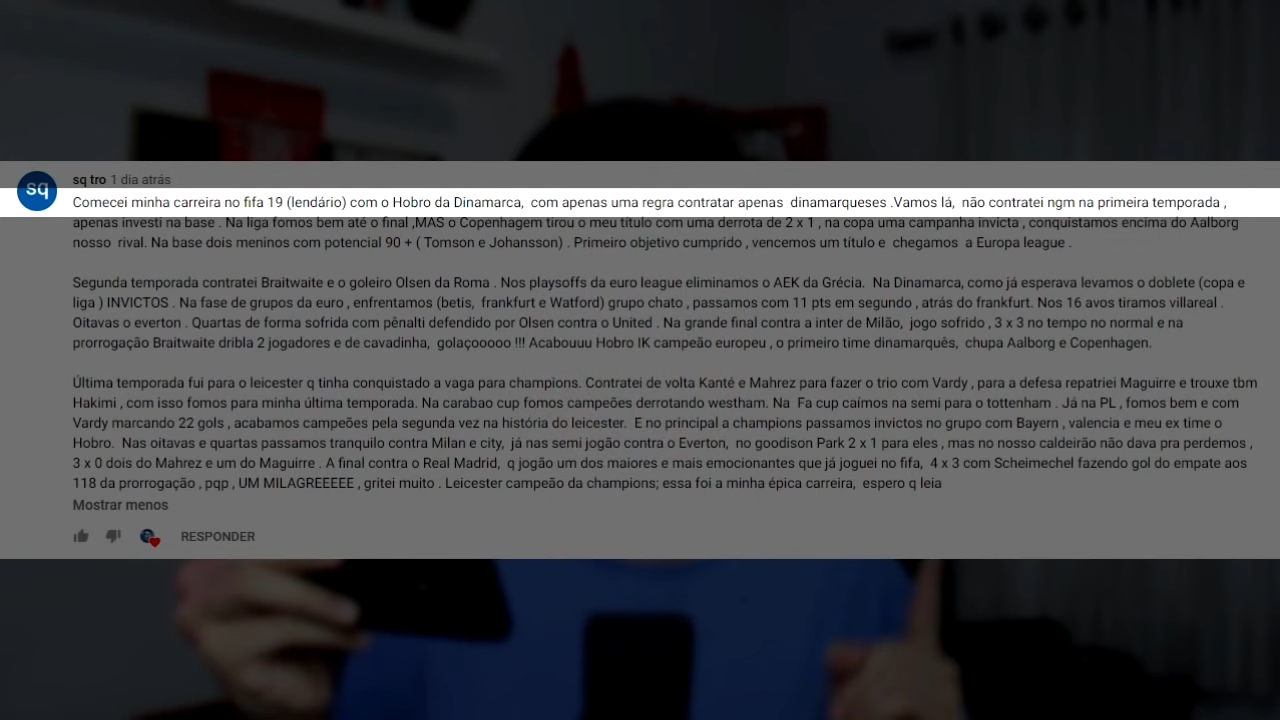 sq
sq tro 1 dia atrás
Comecei minha carreira no fifa 19 (lendário) com o Hobro da Dinamarca, com apenas uma regra contratar apenas dinamarqueses .Vamos lá, não contratei ngm na primeira temporada ,
apenas investi na base . Na liga fomos bem até o final ,MAS o Copenhagem tirou o meu título com uma derrota de 2 x 1 , na copa uma campanha invicta , conquistamos encima do Aalborg
nosso rival. Na base dois meninos com potencial 90 + ( Tomson e Johansson) . Primeiro objetivo cumprido , vencemos um título e chegamos a Europa league .
Segunda temporada contratei Braitwaite e o goleiro Olsen da Roma . Nos playsoffs da euro league eliminamos o AEK da Grécia. Na Dinamarca, como já esperava levamos o doblete (copa e
liga ) INVICTOS . Na fase de grupos da euro , enfrentamos (betis, frankfurt e Watford) grupo chato , passamos com 11 pts em segundo , atrás do frankfurt. Nos 16 avos tiramos villareal .
Oitavas o everton . Quartas de forma sofrida com pênalti defendido por Olsen contra o United . Na grande final contra a inter de Milão, jogo sofrido , 3 x 3 no tempo no normal e na
prorrogação Braitwaite dribla 2 jogadores e de cavadinha, golaçooooo !!! Acabouuu Hobro IK campeão europeu , o primeiro time dinamarquês, chupa Aalborg e Copenhagem.
Última temporada fui para o leicester q tinha conquistado a vaga para champions. Contratei de volta Kanté e Mahrez para fazer o trio com Vardy , para a defesa repatriei Maguirre e trouxe tbm
Hakimi , com isso fomos para minha última temporada. Na carabao cup fomos campeões derrotando westham. Na Fa cup caímos na semi para o tottenham . Já na PL , fomos bem e com
Vardy marcando 22 gols , acabamos campeões pela segunda vez na história do leicester. E no principal a champions passamos invictos no grupo com Bayern , valencia e meu ex time o
Hobro. Nas oitavas e quartas passamos tranquilo contra Milan e city, já nas semi jogão contra o Everton, no goodison Park 2 x 1 para eles , mas no nosso caldeirão não dava pra perdemos ,
3 x 0 dois do Mahrez e um do Maguirre . A final contra o Real Madrid, q jogão um dos maiores e mais emocionantes que já joguei no fifa, 4 x 3 com Scheimechel fazendo gol do empate aos
118 da prorrogação , pqp , UM MILAGREEEEE , gritei muito . Leicester campeão da champions; essa foi a minha épica carreira, espero q leia
Mostrar menos
RESPONDER